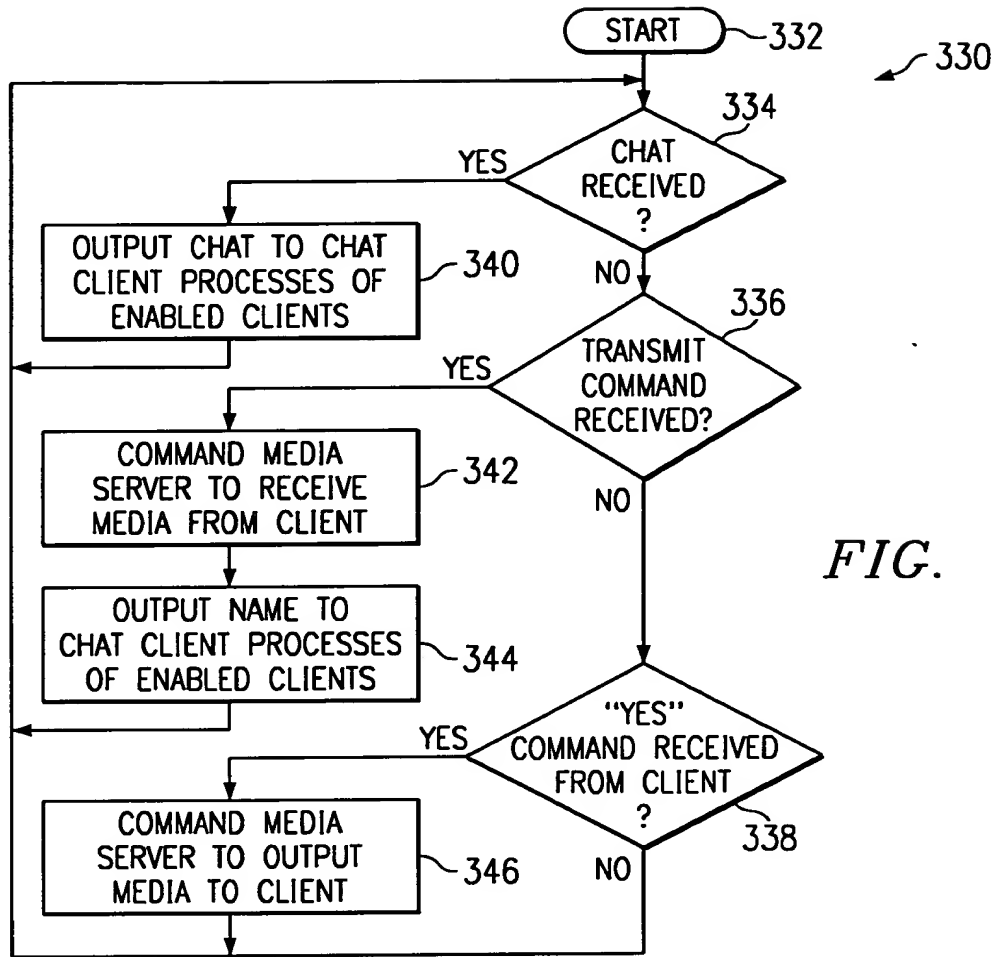 START
332
330
334
CHAT
RECEIVED
?
YES
NO
OUTPUT CHAT TO CHAT
CLIENT PROCESSES OF
ENABLED CLIENTS
340
336
TRANSMIT
COMMAND
RECEIVED?
YES
NO
COMMAND MEDIA
SERVER TO RECEIVE
MEDIA FROM CLIENT
342
FIG.
OUTPUT NAME TO
CHAT CLIENT PROCESSES
OF ENABLED CLIENTS
344
"YES"
COMMAND RECEIVED
FROM CLIENT
?
338
YES
NO
COMMAND MEDIA
SERVER TO OUTPUT
MEDIA TO CLIENT
346